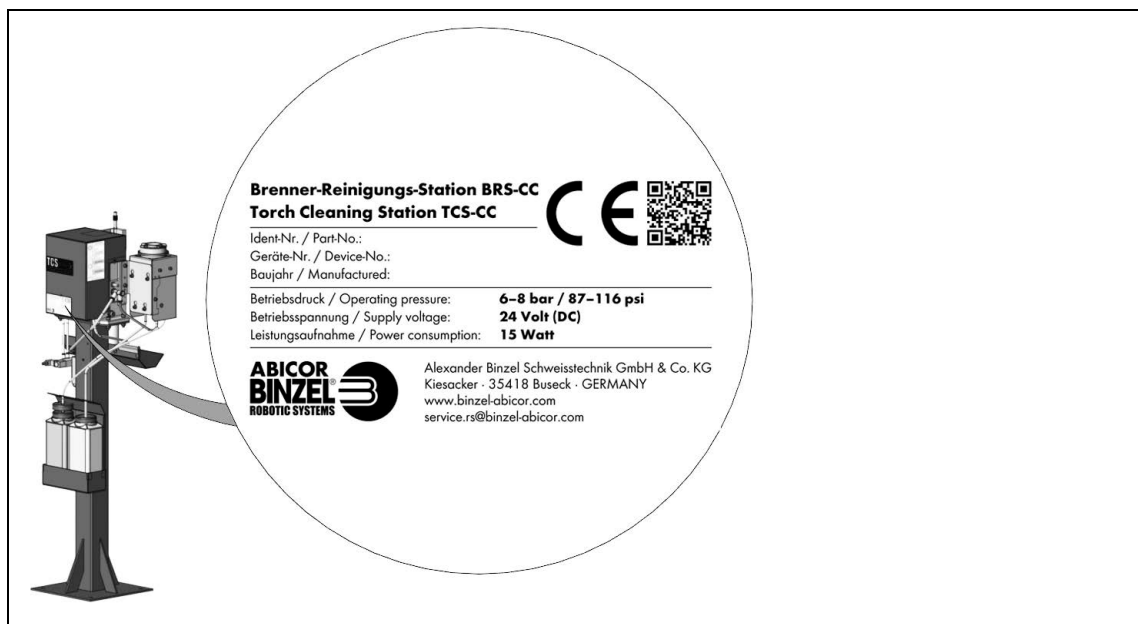 TCS
Brenner-Reinigungs-Station BRS-CC
Torch Cleaning Station TCS-CC
CE
Ident-Nr. / Part-No.:
Geräte-Nr. / Device-No.:
Baujahr / Manufactured:
Betriebsdruck / Operating pressure: 6–8 bar / 87–116 psi
Betriebsspannung / Supply voltage: 24 Volt (DC)
Leistungsaufnahme / Power consumption: 15 Watt
ABICOR
BINZEL®
ROBOTIC SYSTEMS
Alexander Binzel Schweisstechnik GmbH & Co. KG
Kiesacker · 35418 Buseck · GERMANY
www.binzel-abicor.com
service.rs@binzel-abicor.com